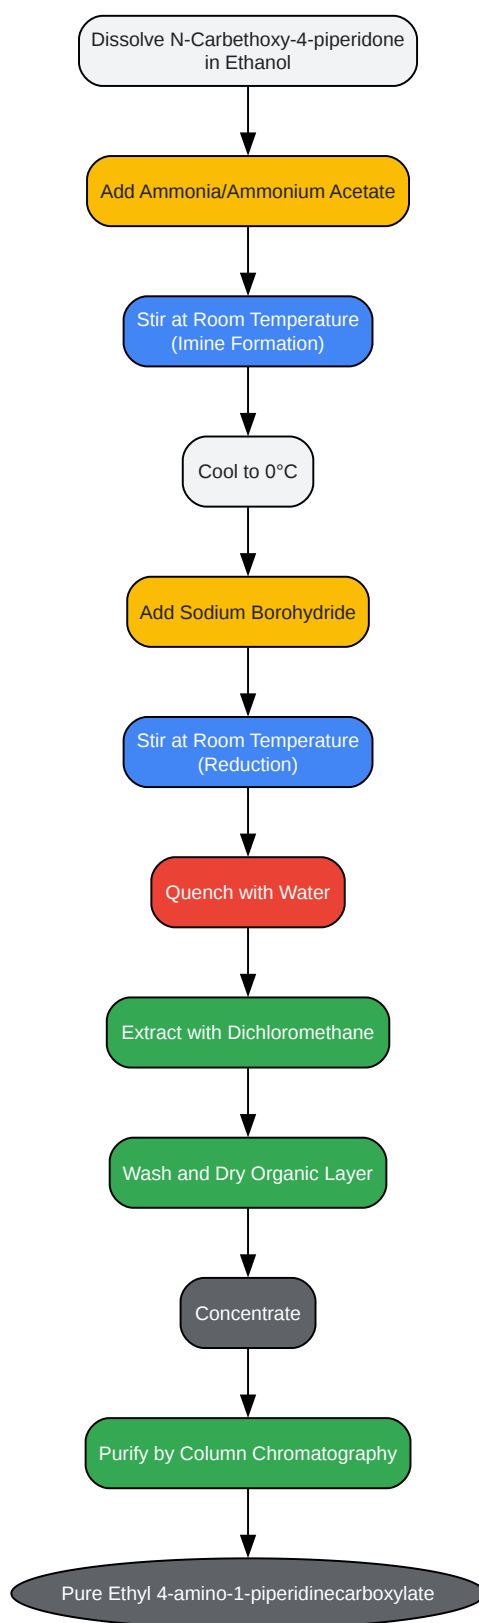 Dissolve N-Carbethoxy-4-piperidone
in Ethanol
Add Ammonia/Ammonium Acetate
Stir at Room Temperature
(Imine Formation)
Cool to 0°C
Add Sodium Borohydride
Stir at Room Temperature
(Reduction)
Quench with Water
Extract with Dichloromethane
Wash and Dry Organic Layer
Concentrate
Purify by Column Chromatography
Pure Ethyl 4-amino-1-piperidinecarboxylate